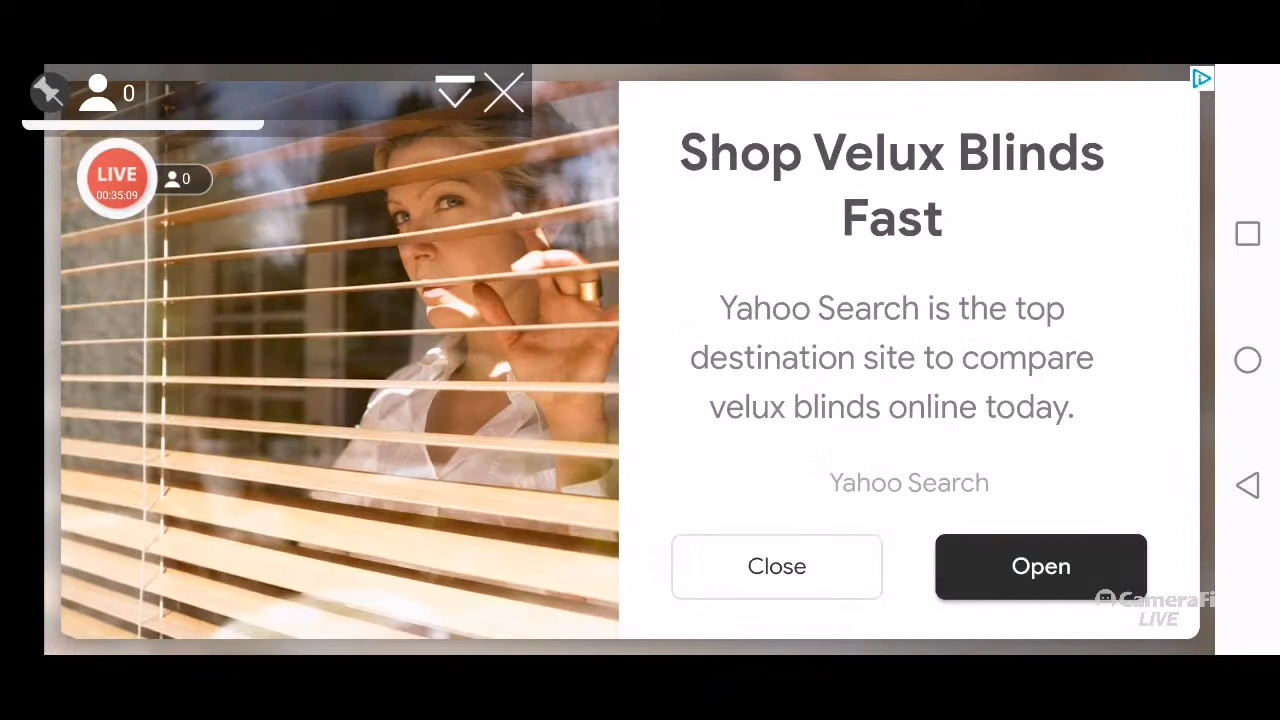 0
LIVE
00:35:09
0
Shop Velux Blinds
Fast
Yahoo Search is the top
destination site to compare
velux blinds online today.
Yahoo Search
Close
Open
CameraFi
LIVE